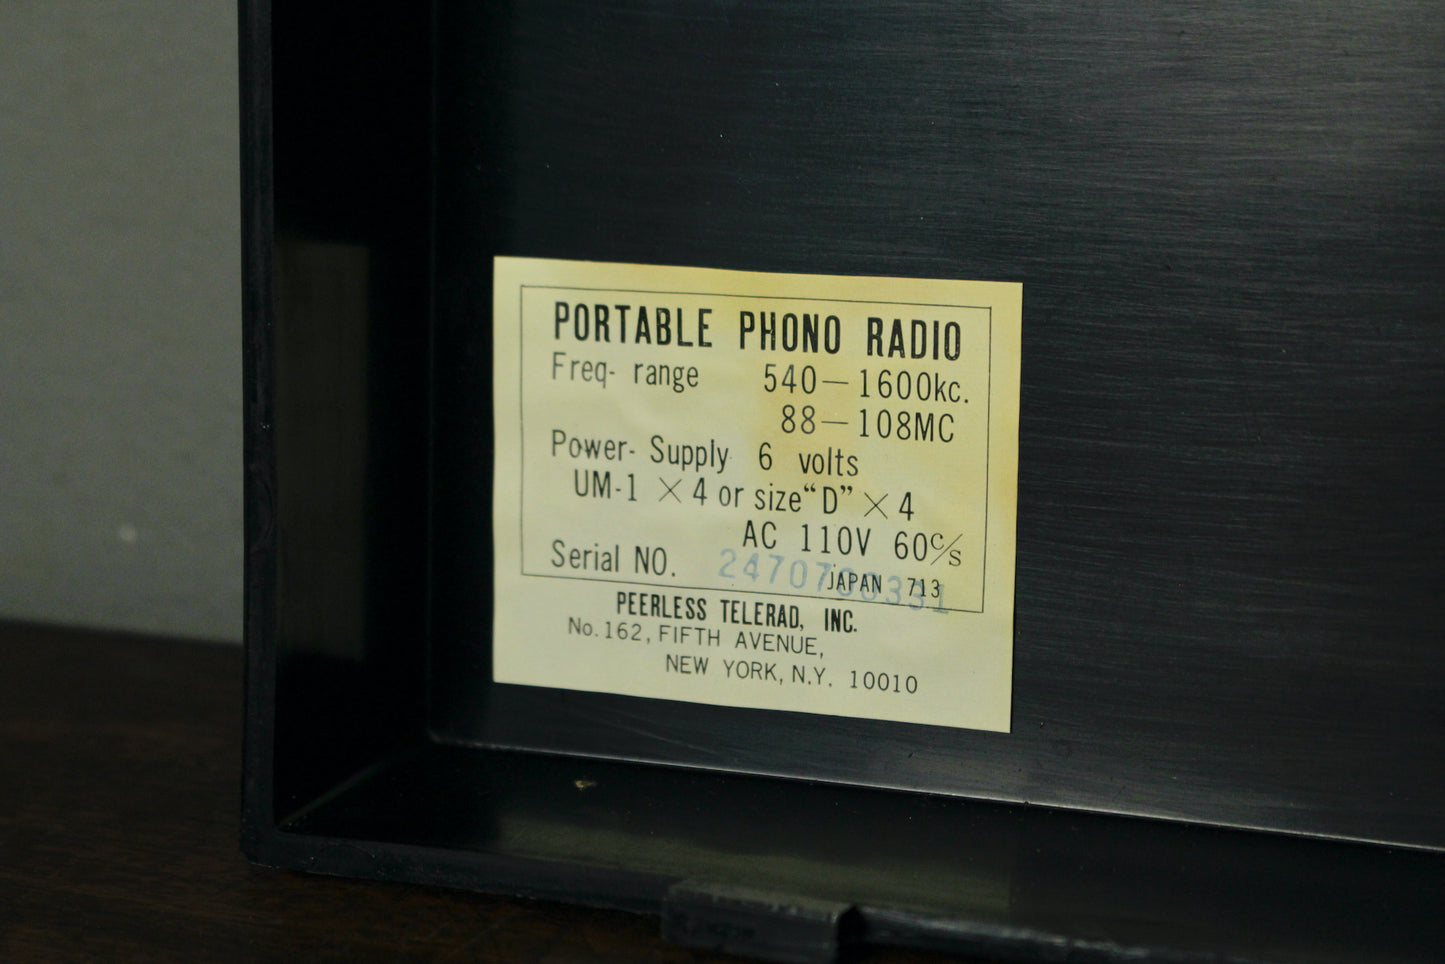 PORTABLE PHONO RADIO
Freq- range 540—1600kc.
88—108MC
Power- Supply 6 volts
UM-1 × 4 or size “D” × 4
AC 110V 60c/s
Serial NO.
JAPAN 713
PEERLESS TELERAD, INC.
No. 162, FIFTH AVENUE,
NEW YORK, N.Y. 10010